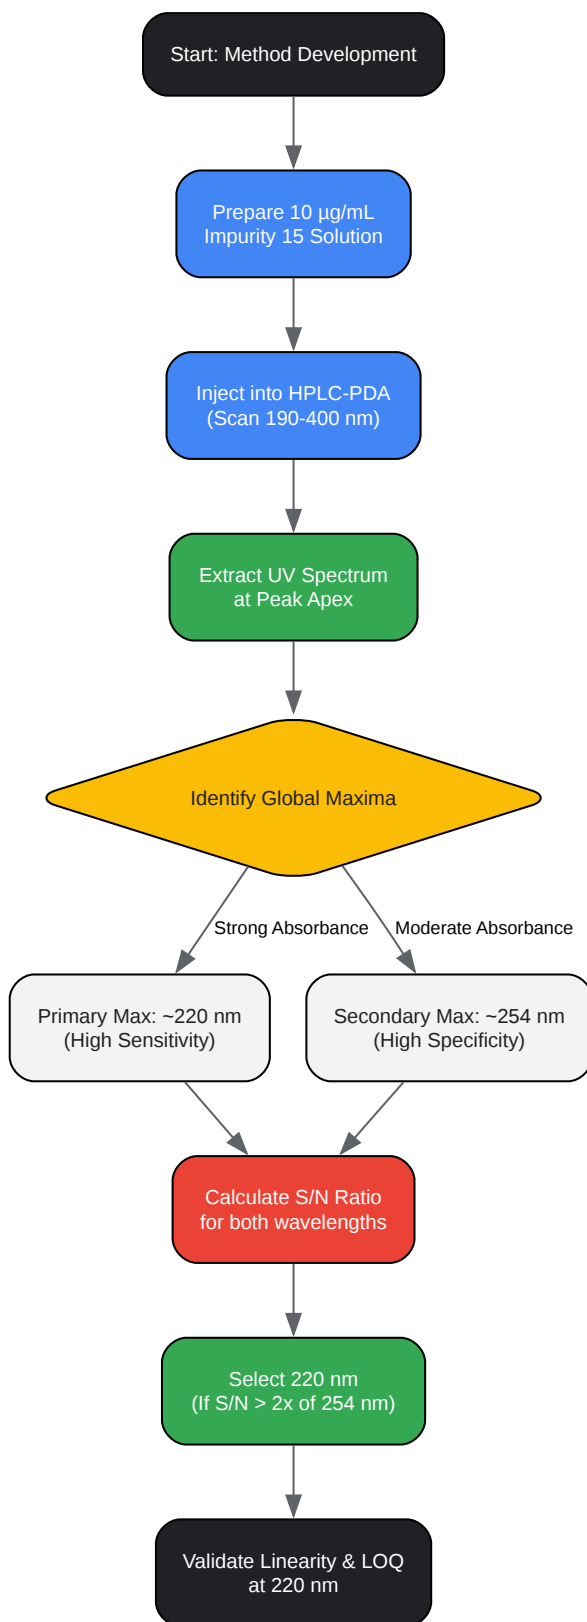 Start: Method Development
Prepare 10 µg/mL
Impurity 15 Solution
Inject into HPLC-PDA
(Scan 190-400 nm)
Extract UV Spectrum
at Peak Apex
Identify Global Maxima
Strong Absorbance
Moderate Absorbance
Primary Max: ~220 nm
(High Sensitivity)
Secondary Max: ~254 nm
(High Specificity)
Calculate S/N Ratio
for both wavelengths
Select 220 nm
(If S/N > 2x of 254 nm)
Validate Linearity & LOQ
at 220 nm